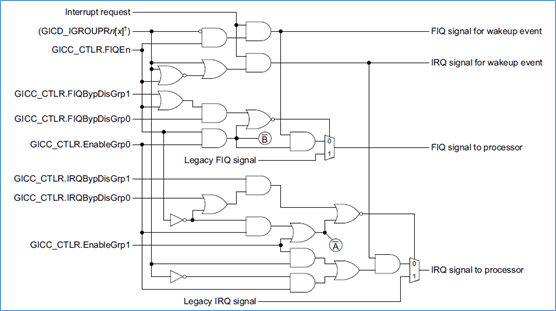 Interrupt request
(GICD_IGROUPRn[x]†)
FIQ signal for wakeup event
GICC_CTLR.FIQEn
IRQ signal for wakeup event
GICC_CTLR.FIQBypDisGrp1
GICC_CTLR.FIQBypDisGrp0
B
GICC_CTLR.EnableGrp0
0
FIQ signal to processor
Legacy FIQ signal
1
GICC_CTLR.IRQBypDisGrp1
GICC_CTLR.IRQBypDisGrp0
GICC_CTLR.EnableGrp1
A
0
IRQ signal to processor
1
Legacy IRQ signal